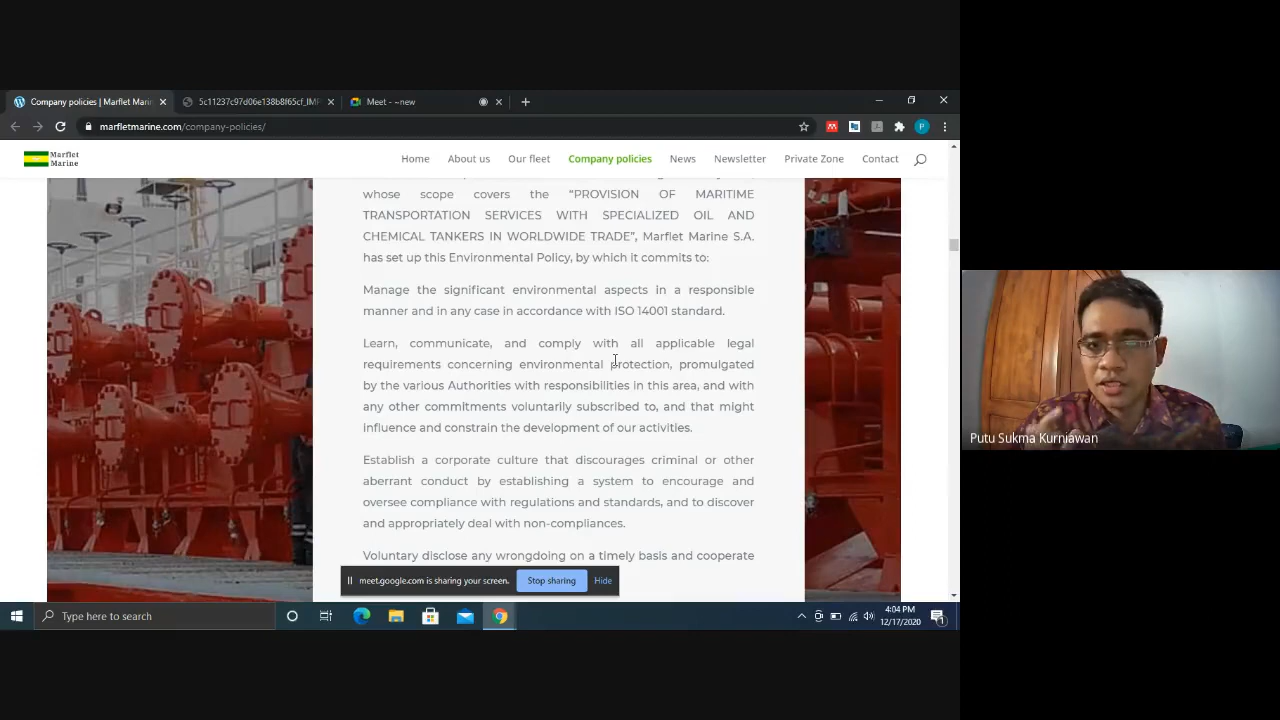 Company policies | Marflet Marin
5c11237c97d06e138b8f65cf_IMP
Meet - ~new
marfletmarine.com/company-policies/
P
Marflet
Marine
Home
About us
Our fleet
Company policies
News
Newsletter
Private Zone
Contact
whose scope covers the “PROVISION OF MARITIME
TRANSPORTATION SERVICES WITH SPECIALIZED OIL AND
CHEMICAL TANKERS IN WORLDWIDE TRADE”, Marflet Marine S.A.
has set up this Environmental Policy, by which it commits to:
Manage the significant environmental aspects in a responsible
manner and in any case in accordance with ISO 14001 standard.
Learn, communicate, and comply with all applicable legal
requirements concerning environmental protection, promulgated
by the various Authorities with responsibilities in this area, and with
any other commitments voluntarily subscribed to, and that might
influence and constrain the development of our activities.
Establish a corporate culture that discourages criminal or other
aberrant conduct by establishing a system to encourage and
oversee compliance with regulations and standards, and to discover
and appropriately deal with non-compliances.
Voluntary disclose any wrongdoing on a timely basis and cooperate
meet.google.com is sharing your screen.
Stop sharing
Hide
Putu Sukma Kurniawan
Type here to search
4:04 PM
12/17/2020
1